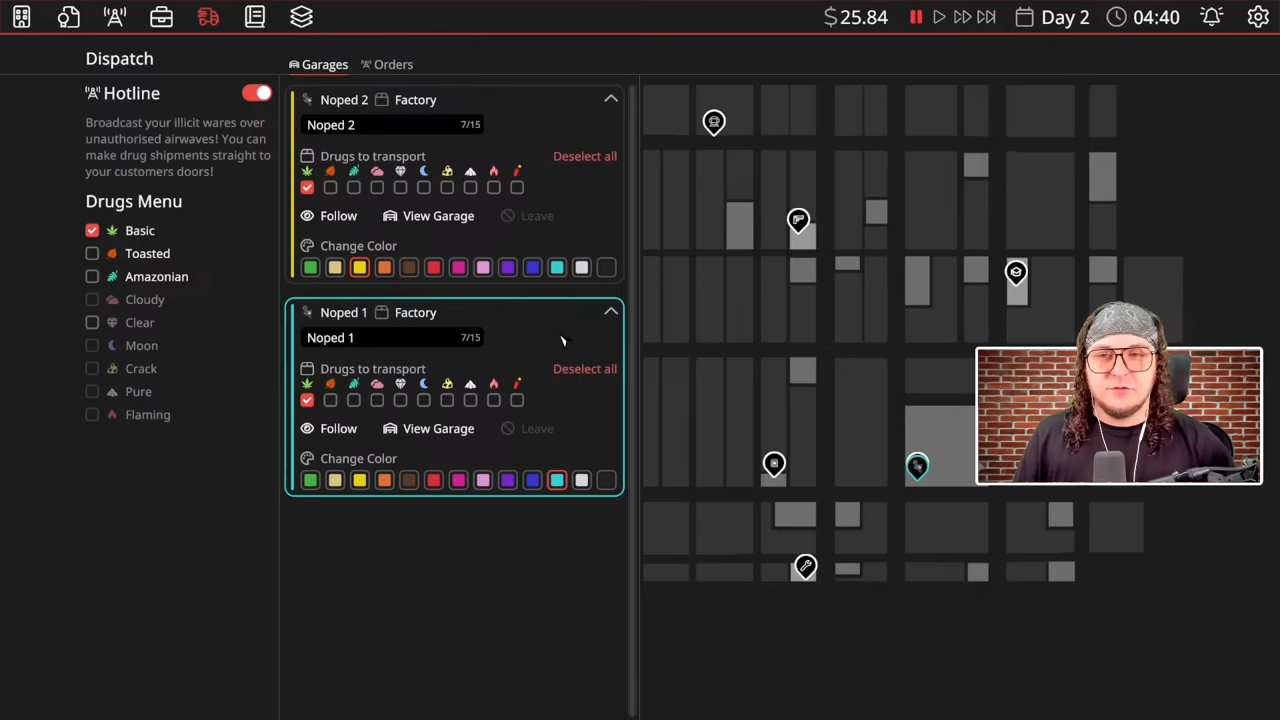 $25.84 Day 2 04:40
Dispatch
Garages Orders
Hotline
Broadcast your illicit wares over
unauthorised airwaves! You can
make drug shipments straight to
your customers doors!
Drugs Menu
Basic
Toasted
Amazonian
Cloudy
Clear
Moon
Crack
Pure
Flaming
Noped 2 Factory
Noped 2 7/15
Drugs to transport Deselect all
Follow View Garage Leave
Change Color
Noped 1 Factory
Noped 1 7/15
Drugs to transport Deselect all
Follow View Garage Leave
Change Color